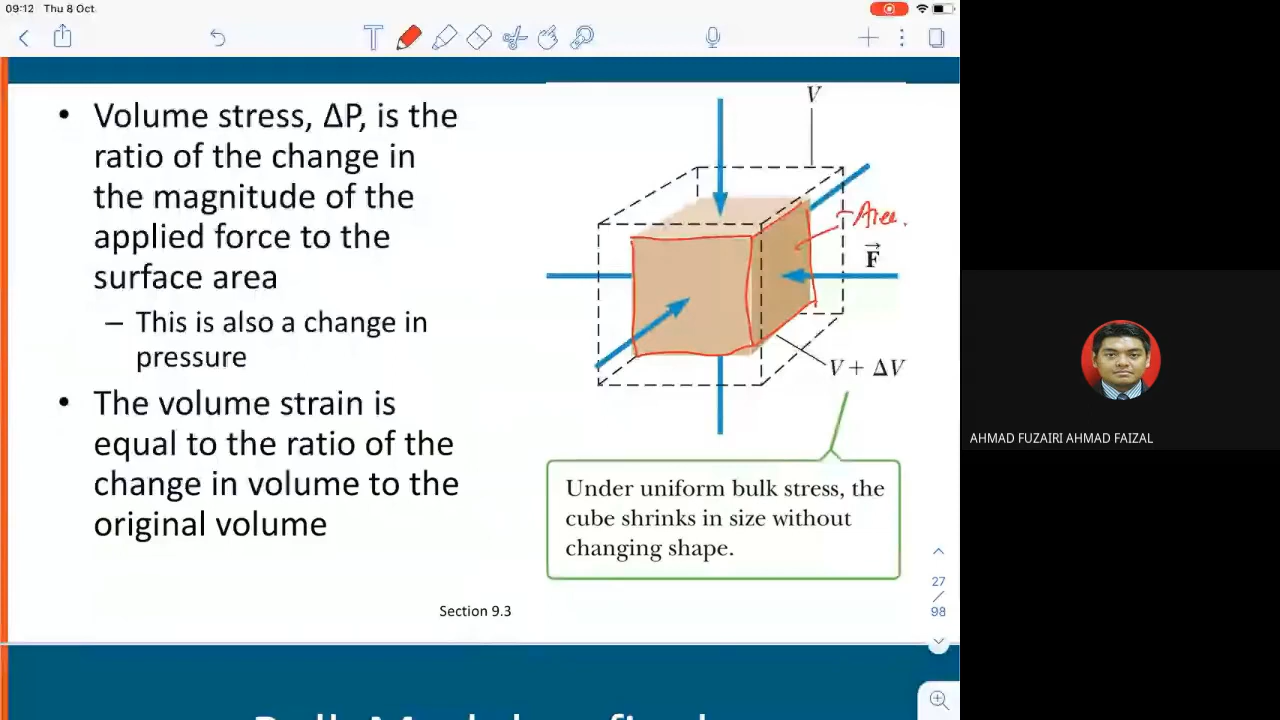 09:12 Thu 8 Oct
T
• Volume stress, ΔP, is the
ratio of the change in
the magnitude of the
applied force to the
surface area
– This is also a change in
pressure
• The volume strain is
equal to the ratio of the
change in volume to the
original volume
V
Area.
F
V + ΔV
Under uniform bulk stress, the
cube shrinks in size without
changing shape.
Section 9.3
27
/
98
AHMAD FUZAIRI AHMAD FAIZAL